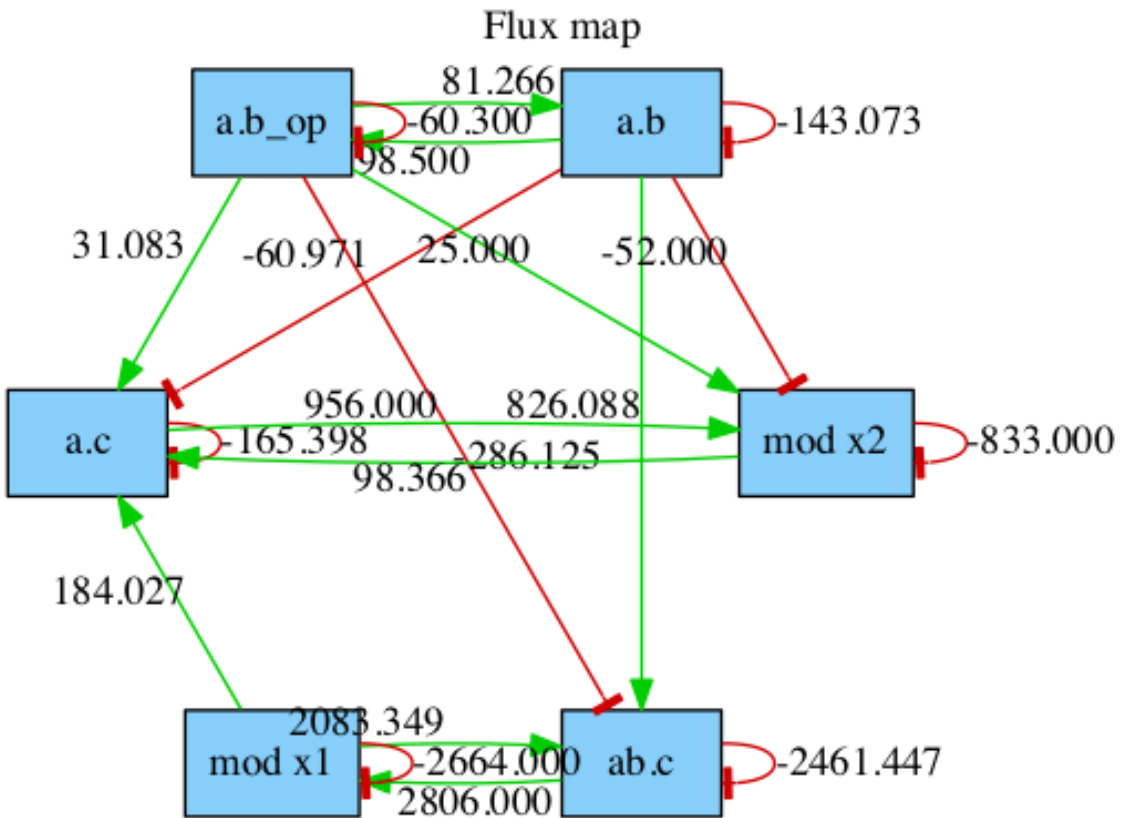 Flux map
81.266
a.b_op
-60.300
a.b
-143.073
98.500
31.083
-60.971
25.000
-52.000
956.000
826.088
a.c
-165.398
mod x2
-833.000
-286.125
98.366
184.027
2083.349
mod x1
-2664.000
ab.c
-2461.447
2806.000